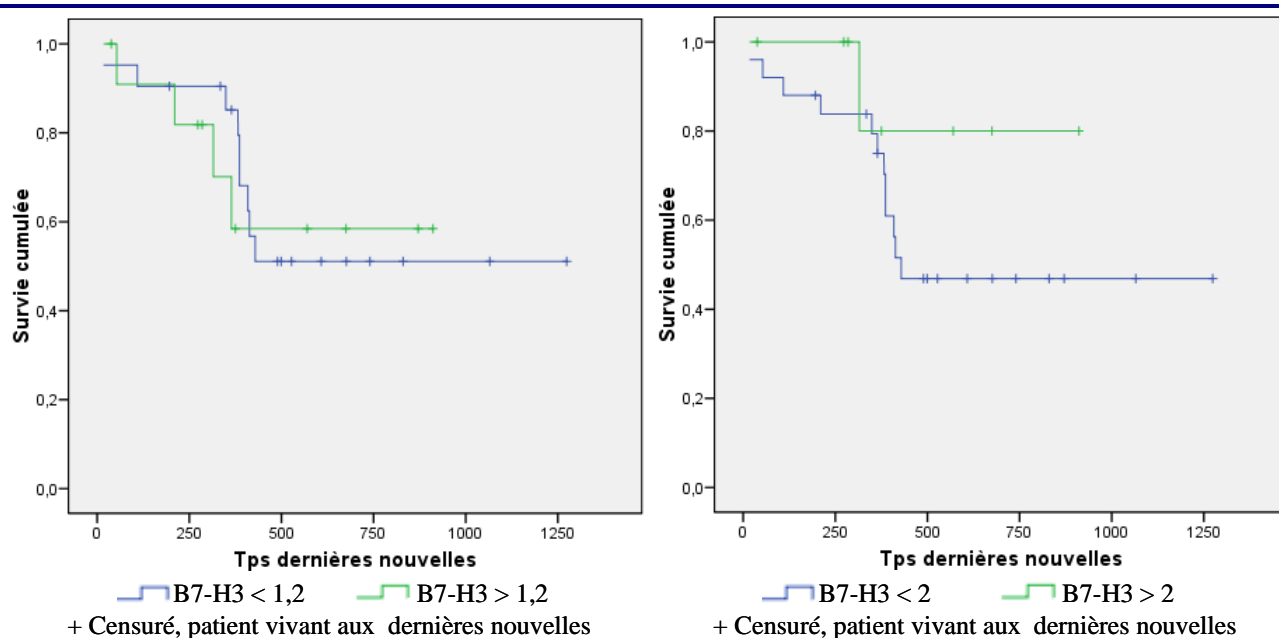 1,0
0,8
0,6
0,4
0,2
0,0
Survie cumulée
0 250 500 750 1000 1250
Tps dernières nouvelles
B7-H3 < 1,2 B7-H3 > 1,2
+ Censuré, patient vivant aux dernières nouvelles
1,0
0,8
0,6
0,4
0,2
0,0
Survie cumulée
0 250 500 750 1000 1250
Tps dernières nouvelles
B7-H3 < 2 B7-H3 > 2
+ Censuré, patient vivant aux dernières nouvelles